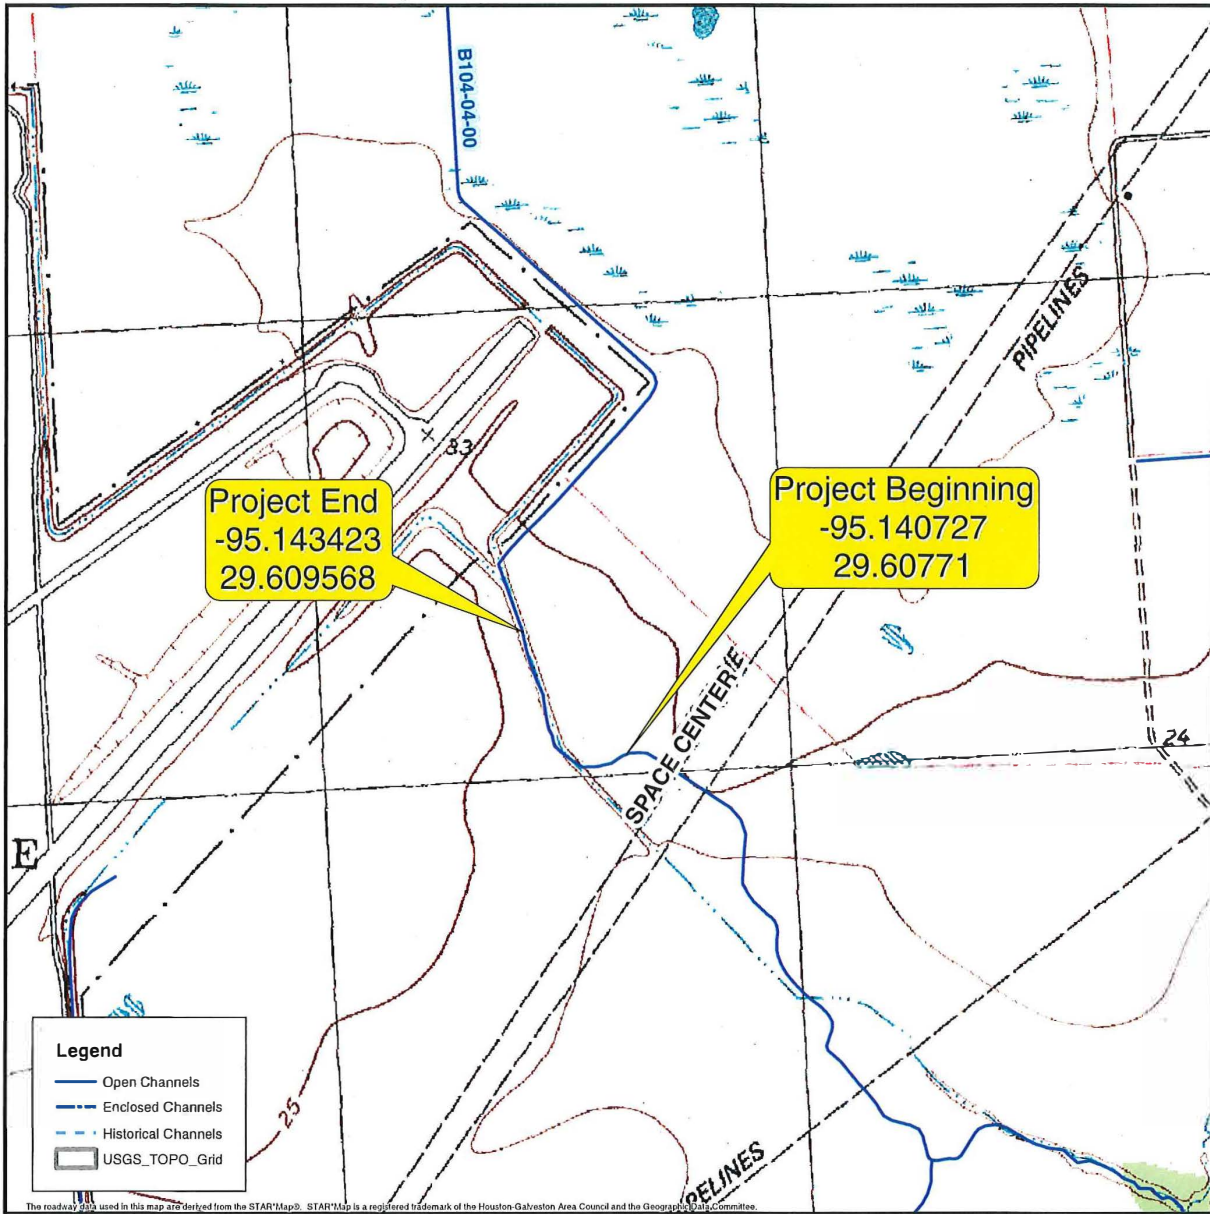 B104-04-00
PIPELINES
83
Project End
-95.143423
29.609568
Project Beginning
-95.140727
29.60771
SPACE CENTER
24
E
25
PELINES
Legend
Open Channels
Enclosed Channels
Historical Channels
USGS_TOPO_Grid
The roadway data used in this map are derived from the STAR*Map®. STAR*Map is a registered trademark of the Houston-Galveston Area Council and the Geographic Data Committee.